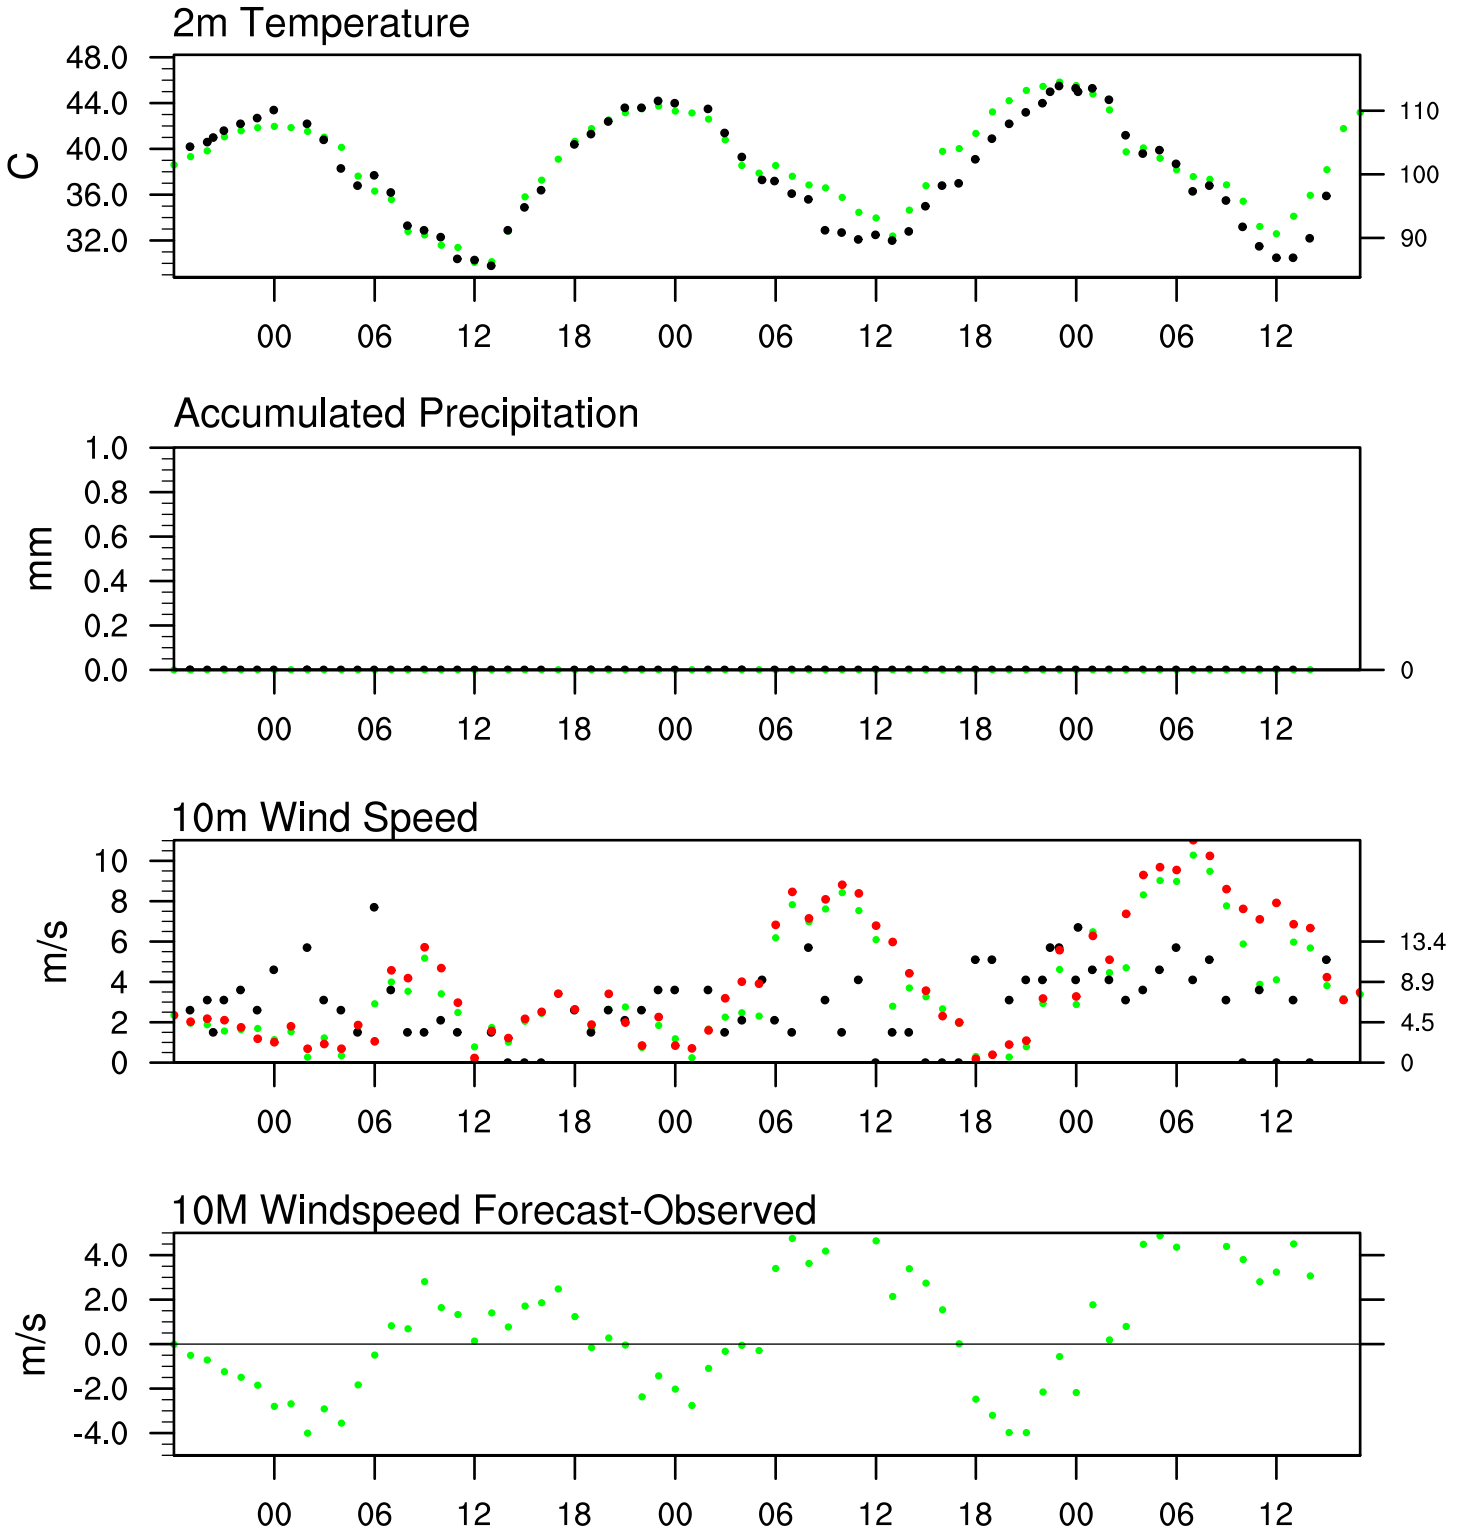 2m Temperature
48.0
44.0
40.0
36.0
32.0
C
110
100
90
00 06 12 18 00 06 12 18 00 06 12
Accumulated Precipitation
1.0
0.8
0.6
0.4
0.2
0.0
mm
0
00 06 12 18 00 06 12 18 00 06 12
10m Wind Speed
10
8
6
4
2
0
m/s
13.4
8.9
4.5
0
00 06 12 18 00 06 12 18 00 06 12
10M Windspeed Forecast-Observed
4.0
2.0
0.0
-2.0
-4.0
m/s
00 06 12 18 00 06 12 18 00 06 12